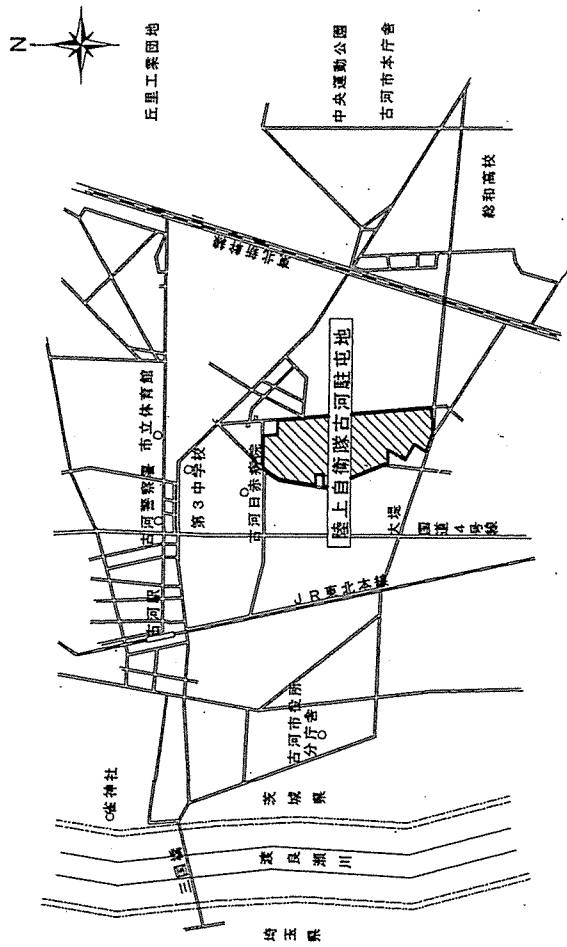 N
丘里工業団地
中央運動公園
古河市本庁舎
総和高校
東北新幹線
市立体育館
古河警察署
第3中学校
古河日赤病院
陸上自衛隊古河駐屯地
大堤
国道4号線
JR東北本線
古河駅
古河市役所
分庁舎
雀神社
茨城県
渡良瀬川
三国橋
埼玉県